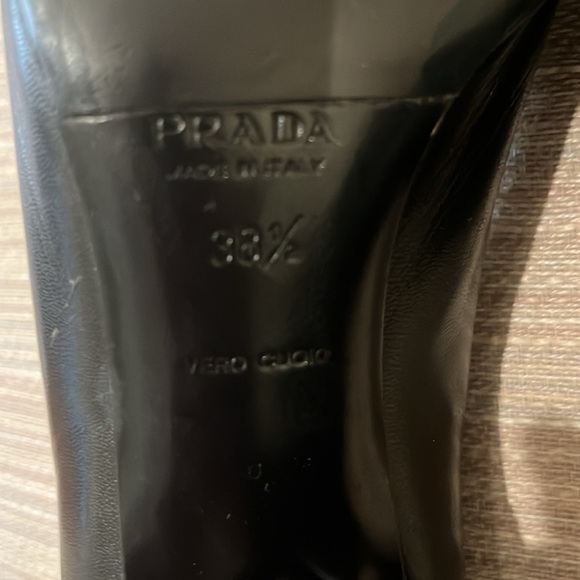 PRADA
MADE IN ITALY
38½
VERO CUOIO